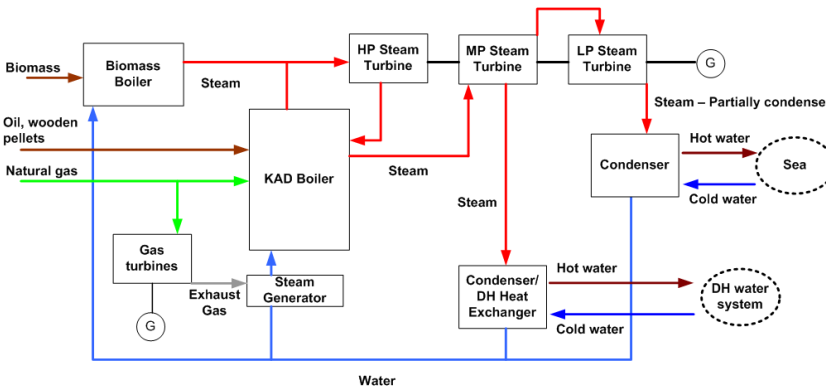 Biomass
Biomass
Boiler
Steam
HP Steam
Turbine
MP Steam
Turbine
LP Steam
Turbine
G
Steam – Partially condense
Oil, wooden
pellets
Natural gas
KAD Boiler
Steam
Condenser
Hot water
Cold water
Sea
Steam
Gas
turbines
Exhaust
Gas
Steam
Generator
G
Condenser/
DH Heat
Exchanger
Hot water
Cold water
DH water
system
Water